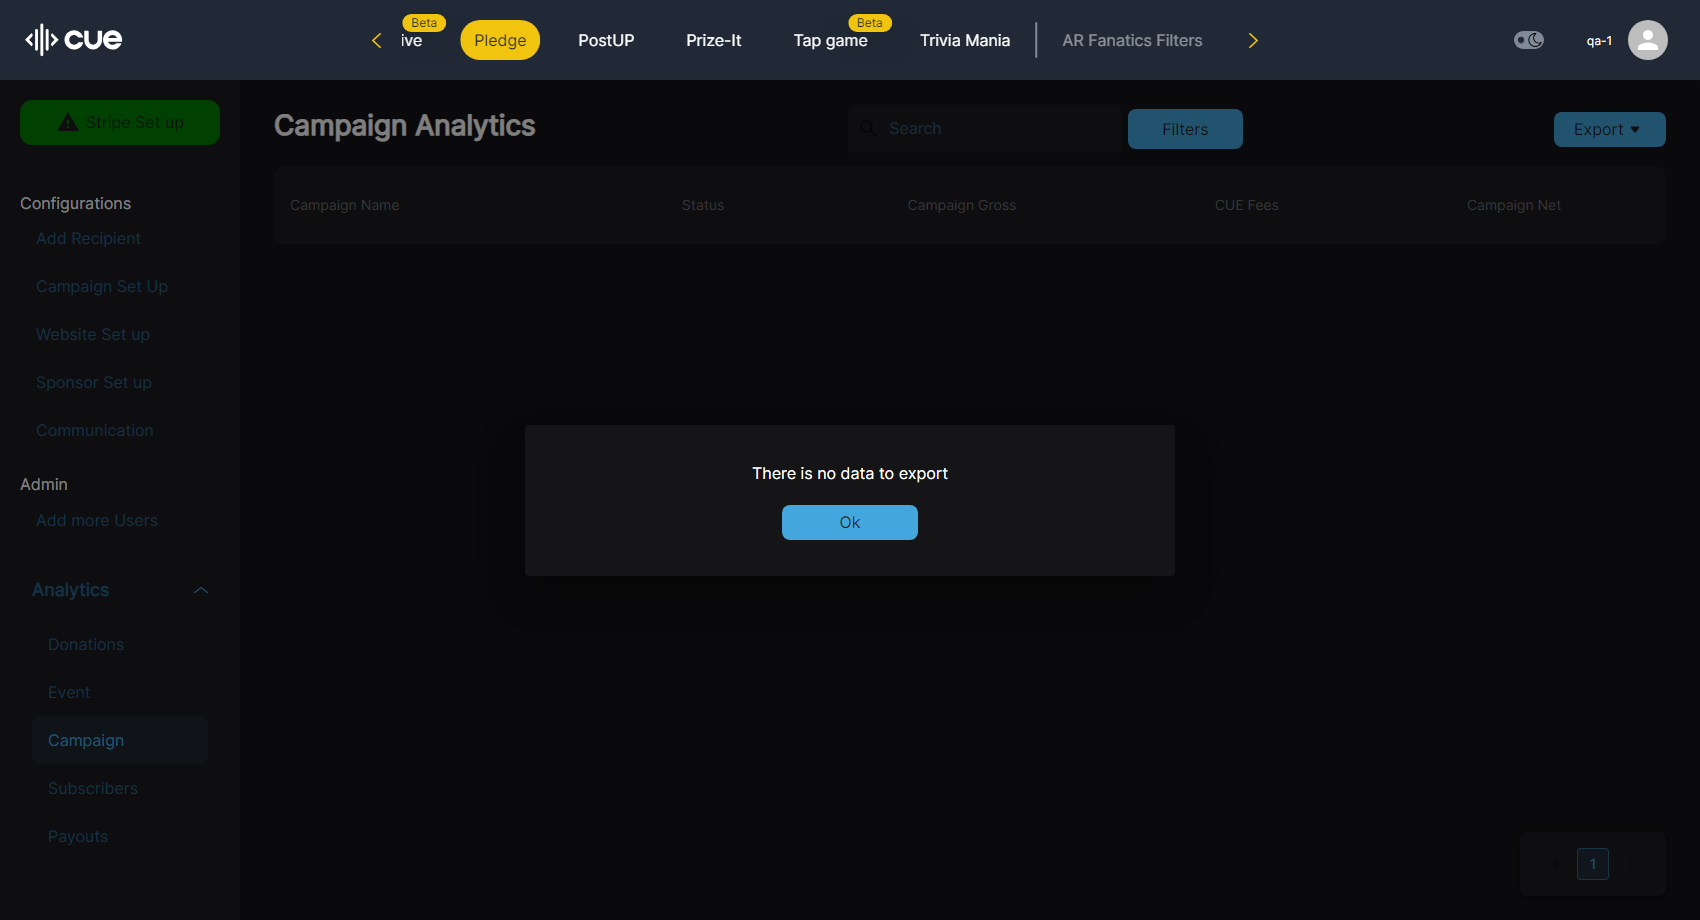 cue
ive
Beta
Pledge
PostUP
Prize-It
Tap game
Beta
Trivia Mania
AR Fanatics Filters
qa-1
Stripe Set up
Configurations
Add Recipient
Campaign Set Up
Website Set up
Sponsor Set up
Communication
Admin
Add more Users
Analytics
Donations
Event
Campaign
Subscribers
Payouts
Campaign Analytics
Search
Filters
Export
Campaign Name Status Campaign Gross CUE Fees Campaign Net
There is no data to export
Ok
1